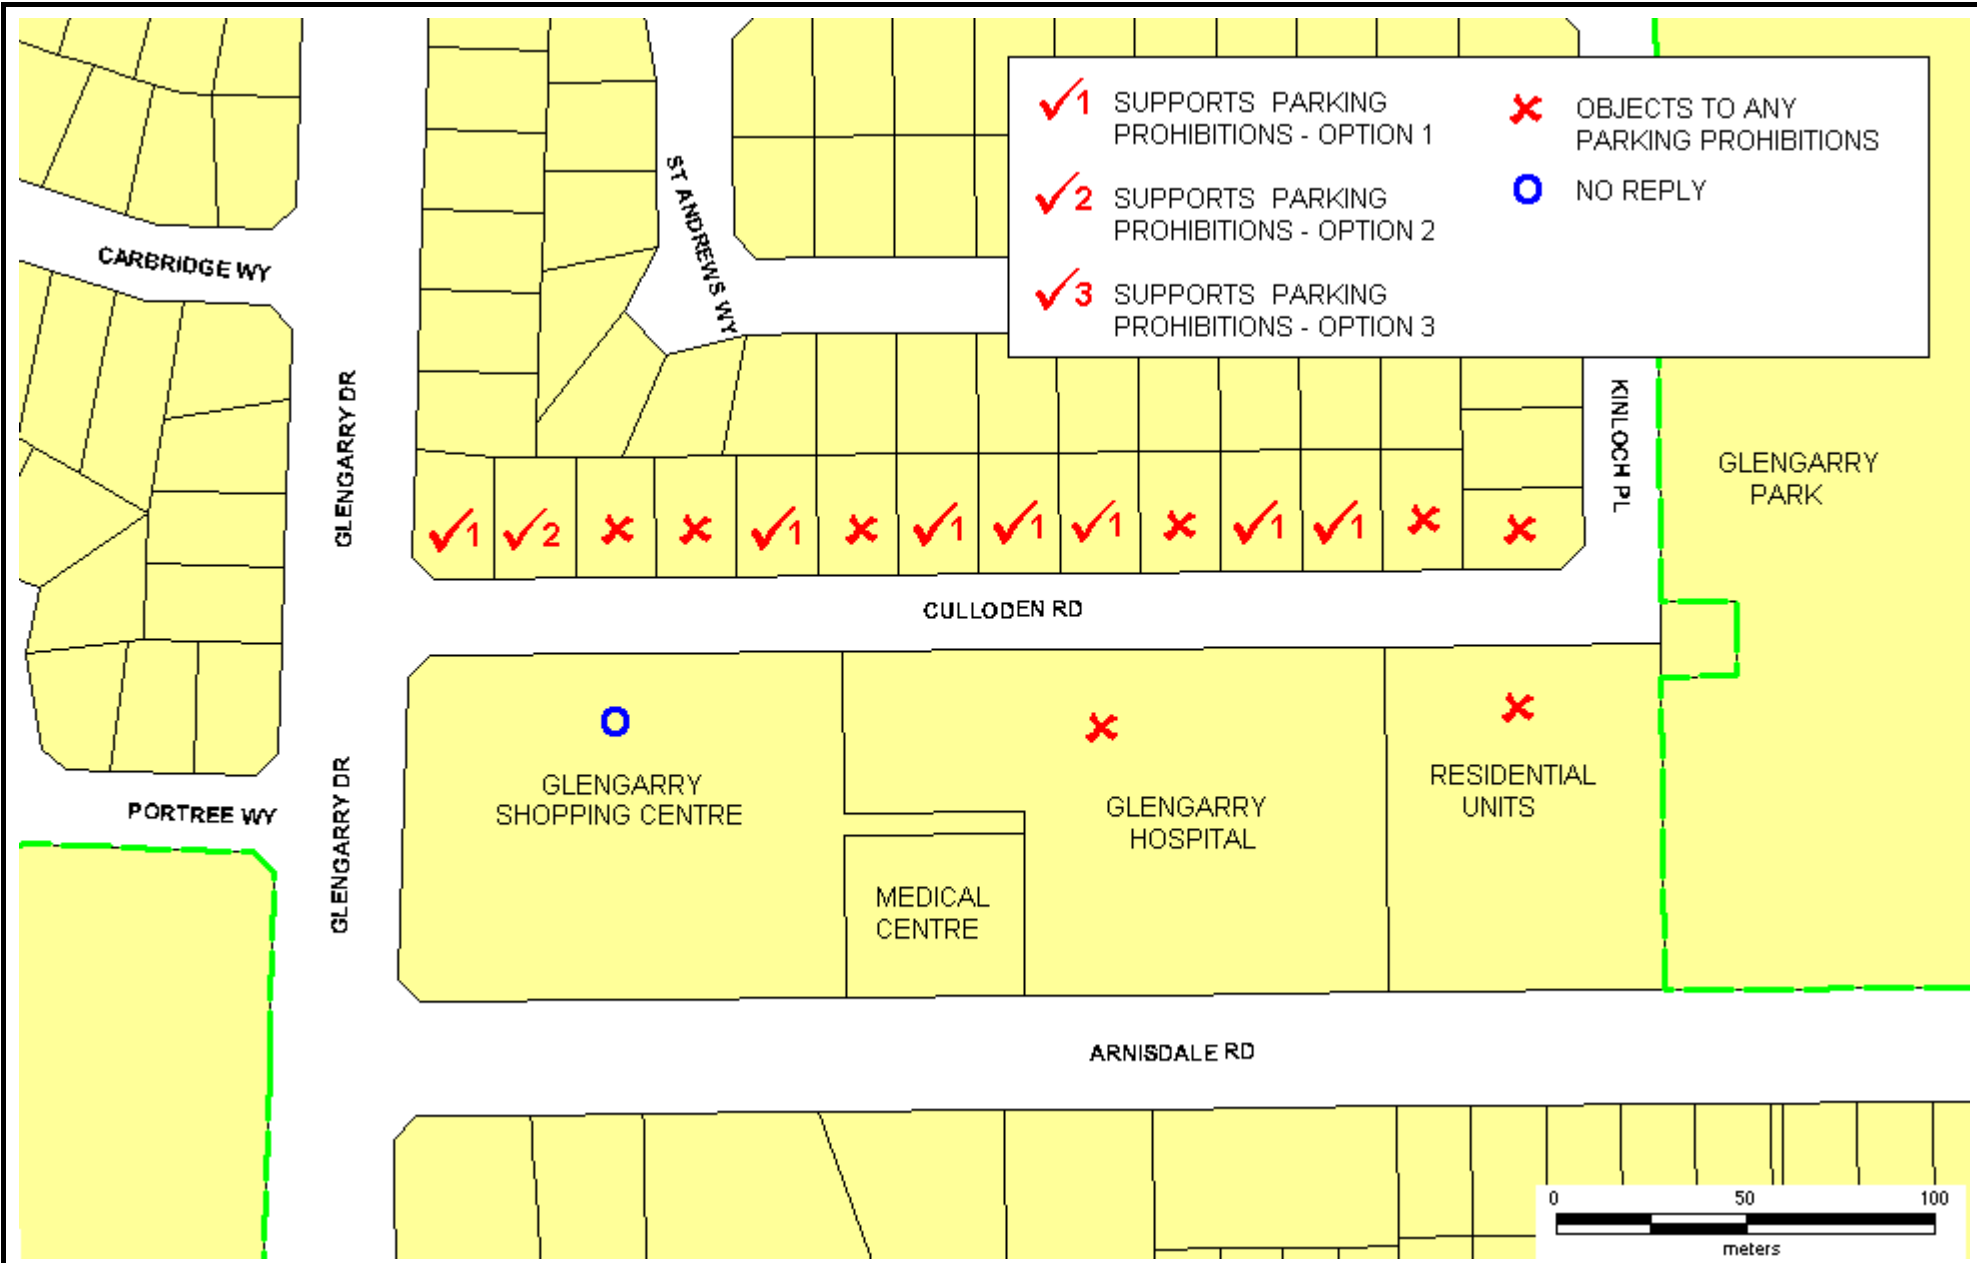 1 SUPPORTS PARKING
PROHIBITIONS - OPTION 1
2 SUPPORTS PARKING
PROHIBITIONS - OPTION 2
3 SUPPORTS PARKING
PROHIBITIONS - OPTION 3
OBJECTS TO ANY
PARKING PROHIBITIONS
NO REPLY
ST ANDREWS WY
CARBRIDGE WY
GLENGARRY DR
KINLOCH PL
GLENGARRY
PARK
1 2 1 1 1 1 1 1
CULLODEN RD
GLENGARRY
SHOPPING CENTRE
GLENGARRY
HOSPITAL
RESIDENTIAL
UNITS
PORTREE WY
GLENGARRY DR
MEDICAL
CENTRE
ARNISDALE RD
0 50 100
meters